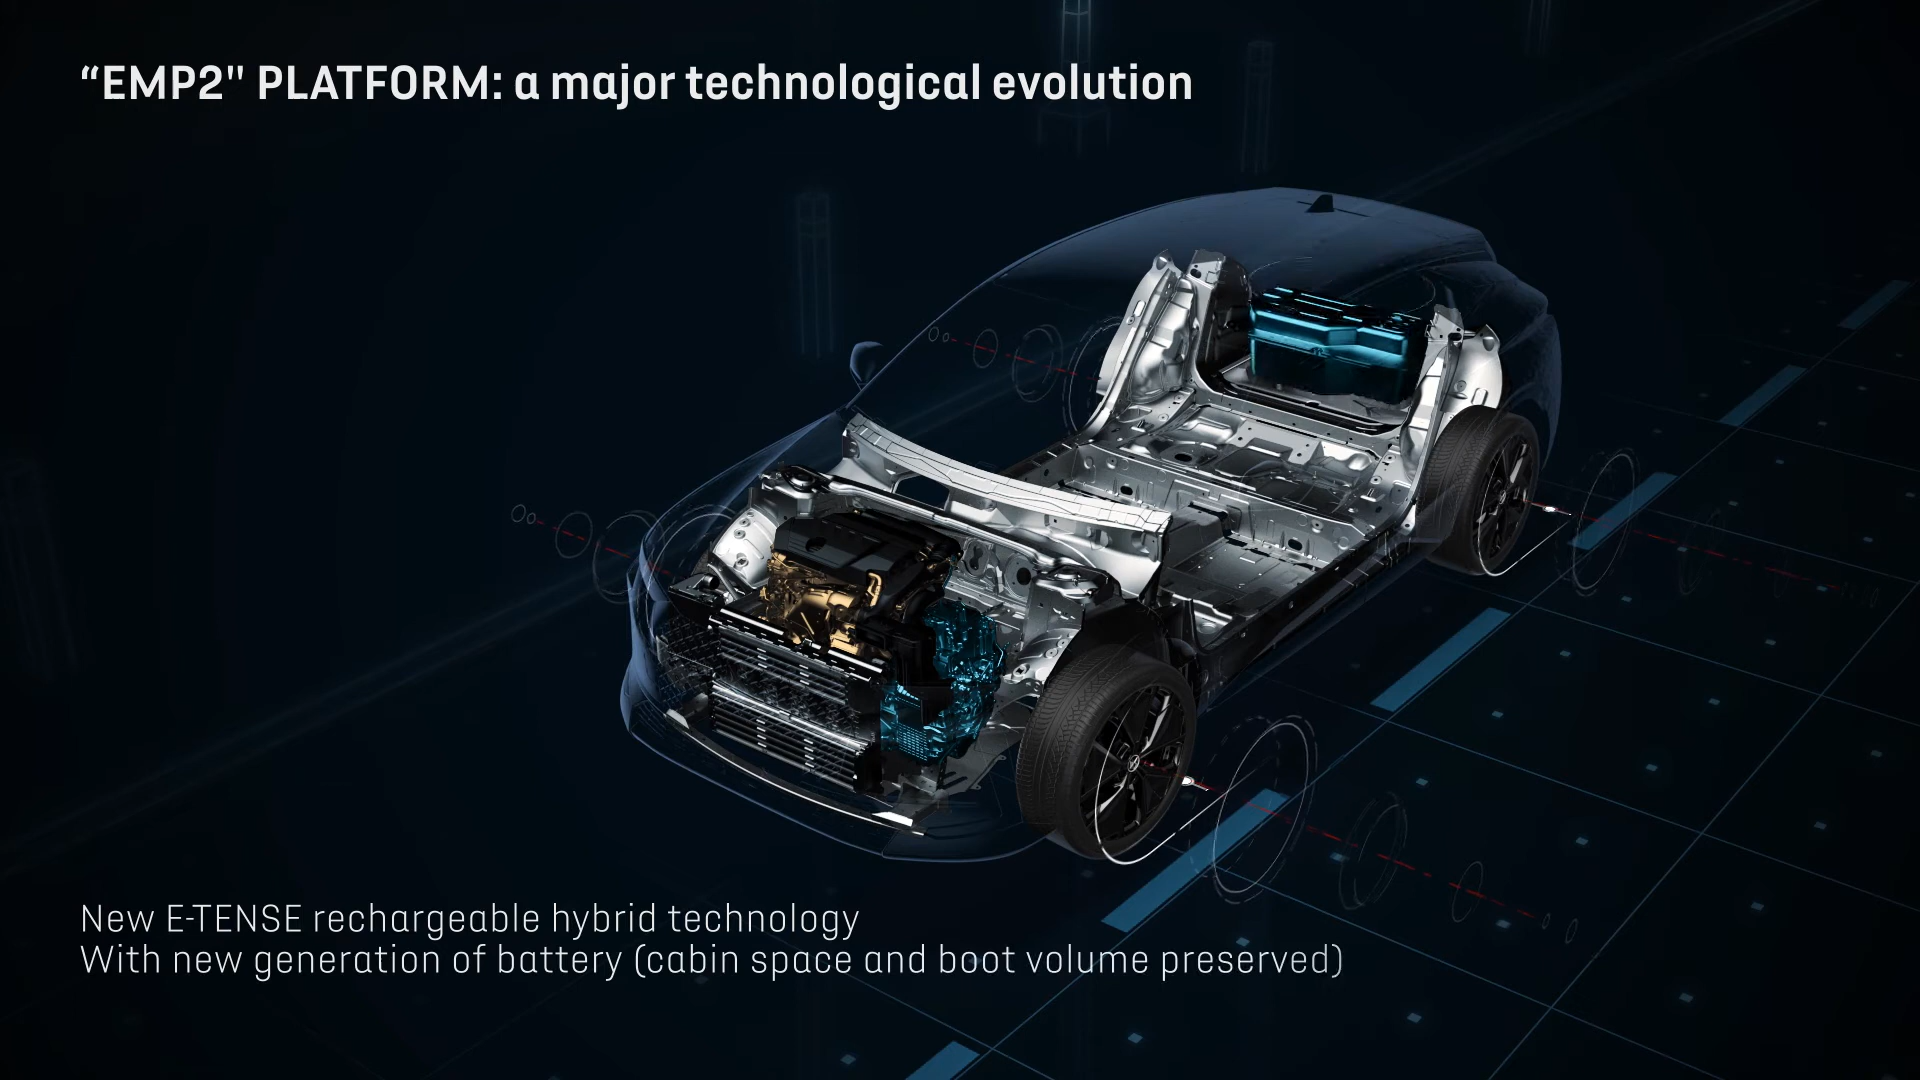 “EMP2" PLATFORM: a major technological evolution
New E-TENSE rechargeable hybrid technology
With new generation of battery (cabin space and boot volume preserved)